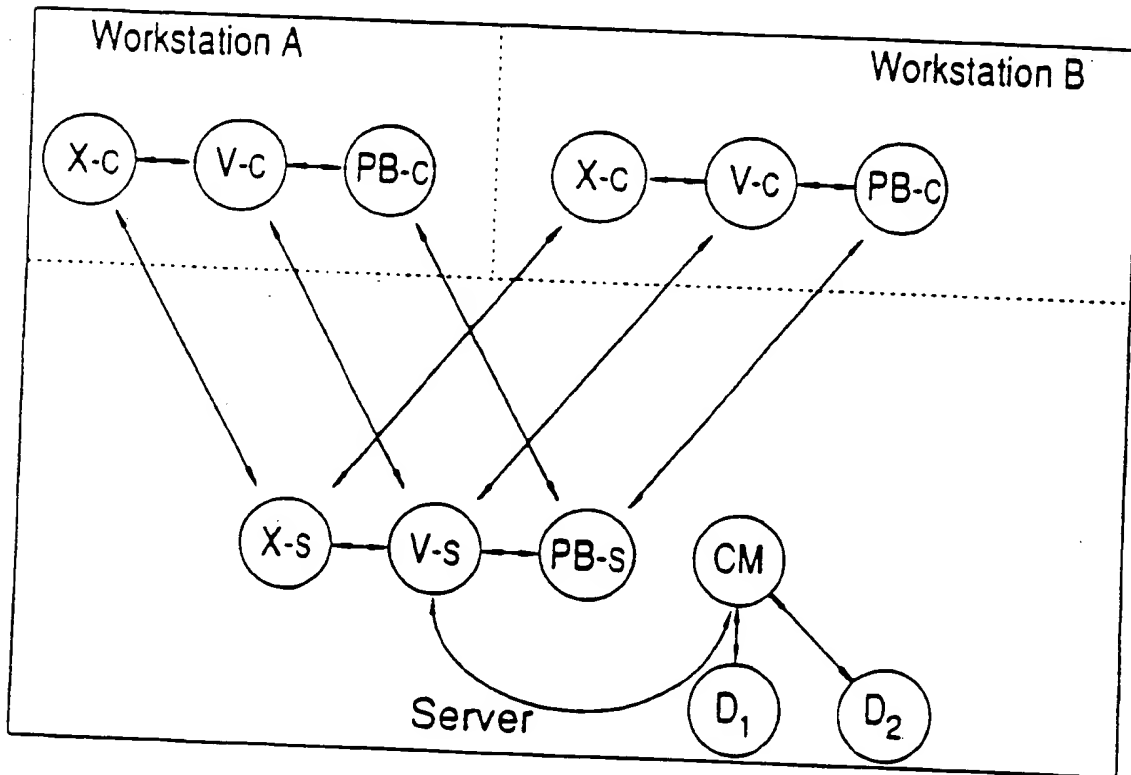 Workstation A
Workstation B
X-c
V-c
PB-c
X-c
V-c
PB-c
X-s
V-s
PB-s
CM
Server
D₁
D₂